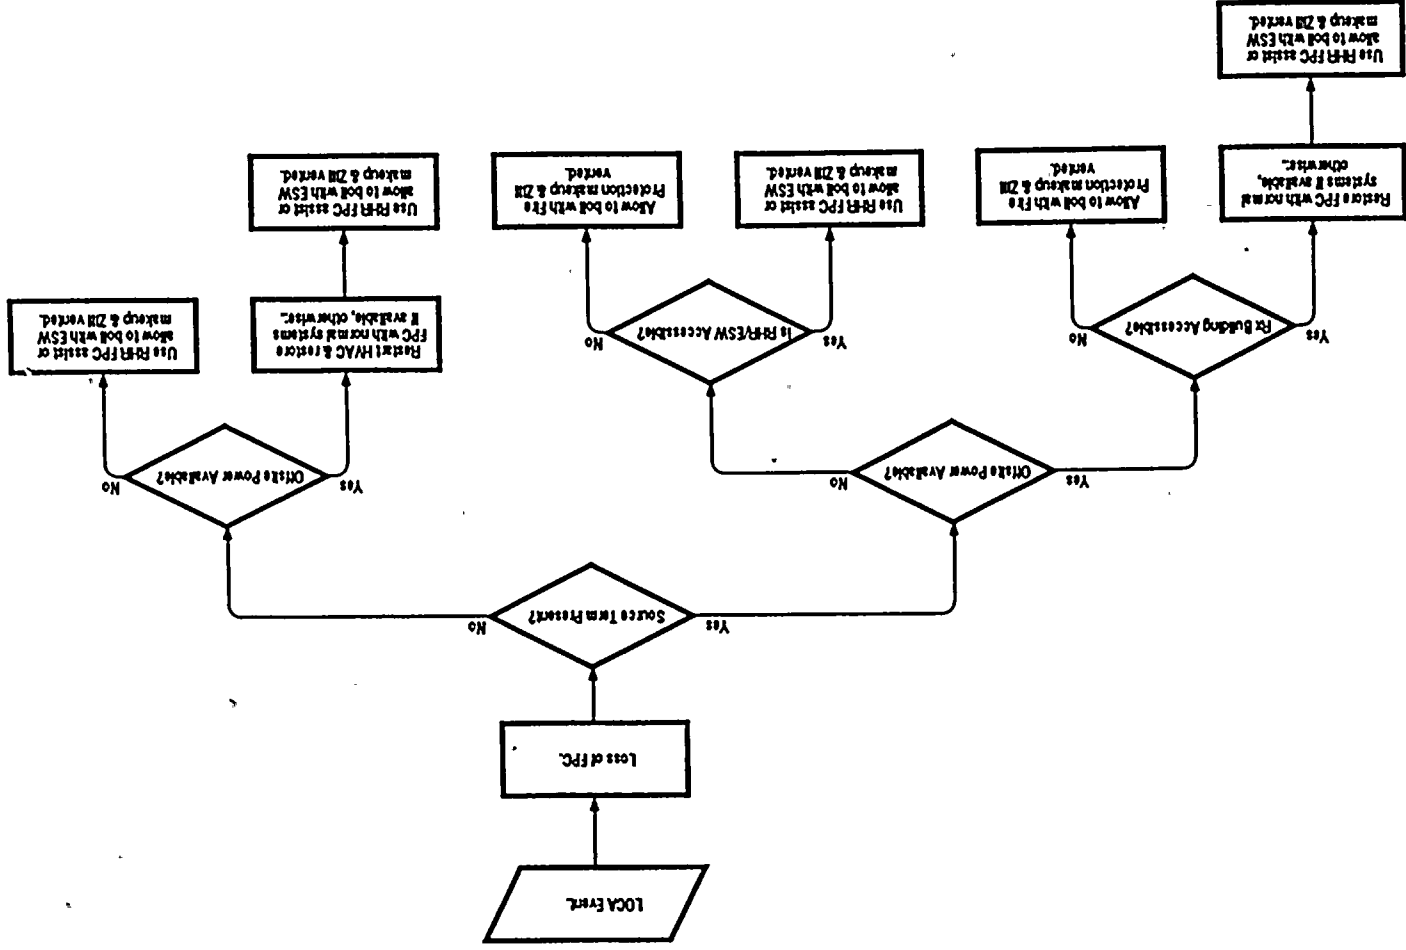 LOCA Event.
Loss of FPC.
Source Term Present?
Yes
No
Offsite Power Available?
Yes
No
Offsite Power Available?
Yes
No
Rx Building Accessible?
Yes
No
Is RHR/ESW Accessible?
Yes
No
Restart HVAC & restore
FPC with normal systems
if available, otherwise...
Use RHR FPC assist or
allow to boil with ESW
makeup & ZIII vented.
Restore FPC with normal
systems if available,
otherwise...
Allow to boil with Fire
Protection makeup & ZIII
vented.
Use RHR FPC assist or
allow to boil with ESW
makeup & ZIII vented.
Allow to boil with Fire
Protection makeup & ZIII
vented.
Use RHR FPC assist or
allow to boil with ESW
makeup & ZIII vented.
Use RHR FPC assist or
allow to boil with ESW
makeup & ZIII vented.